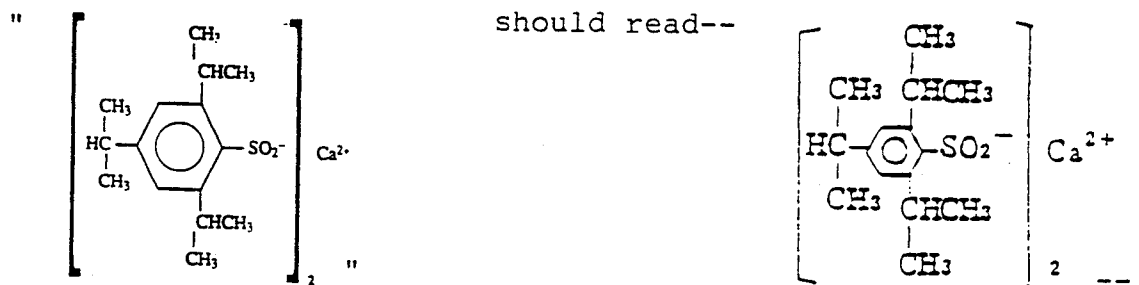 " should read--
CH₃ CH₃
CHCH₃ CH₃ CHCH₃
CH₃
HC SO₂⁻ Ca²⁺ HC SO₂⁻ Ca²⁺
CH₃ CH₃ CHCH₃
CHCH₃
CH₃ CH₃
2 " 2 --